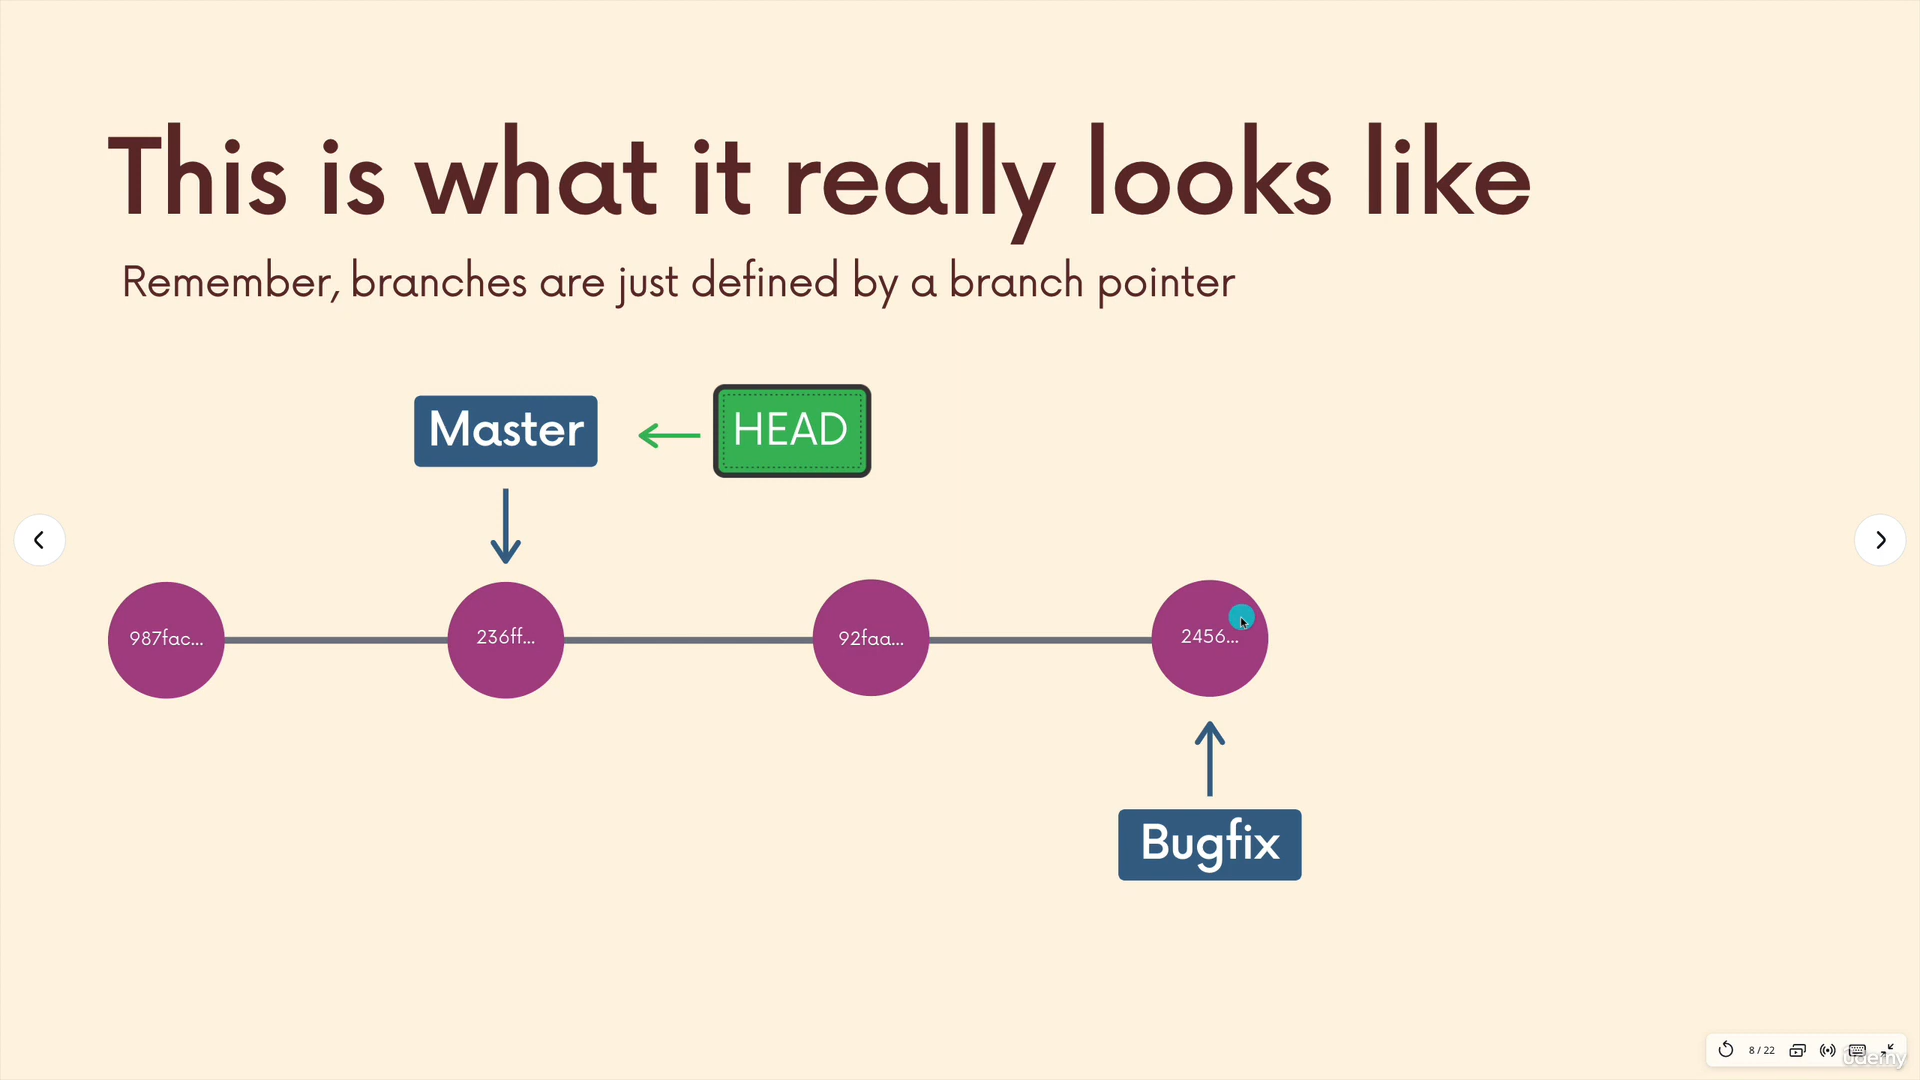 This is what it really looks like
Remember, branches are just defined by a branch pointer
Master
HEAD
987fac...
236ff...
92faa...
2456...
Bugfix
8 / 22
ûdemy